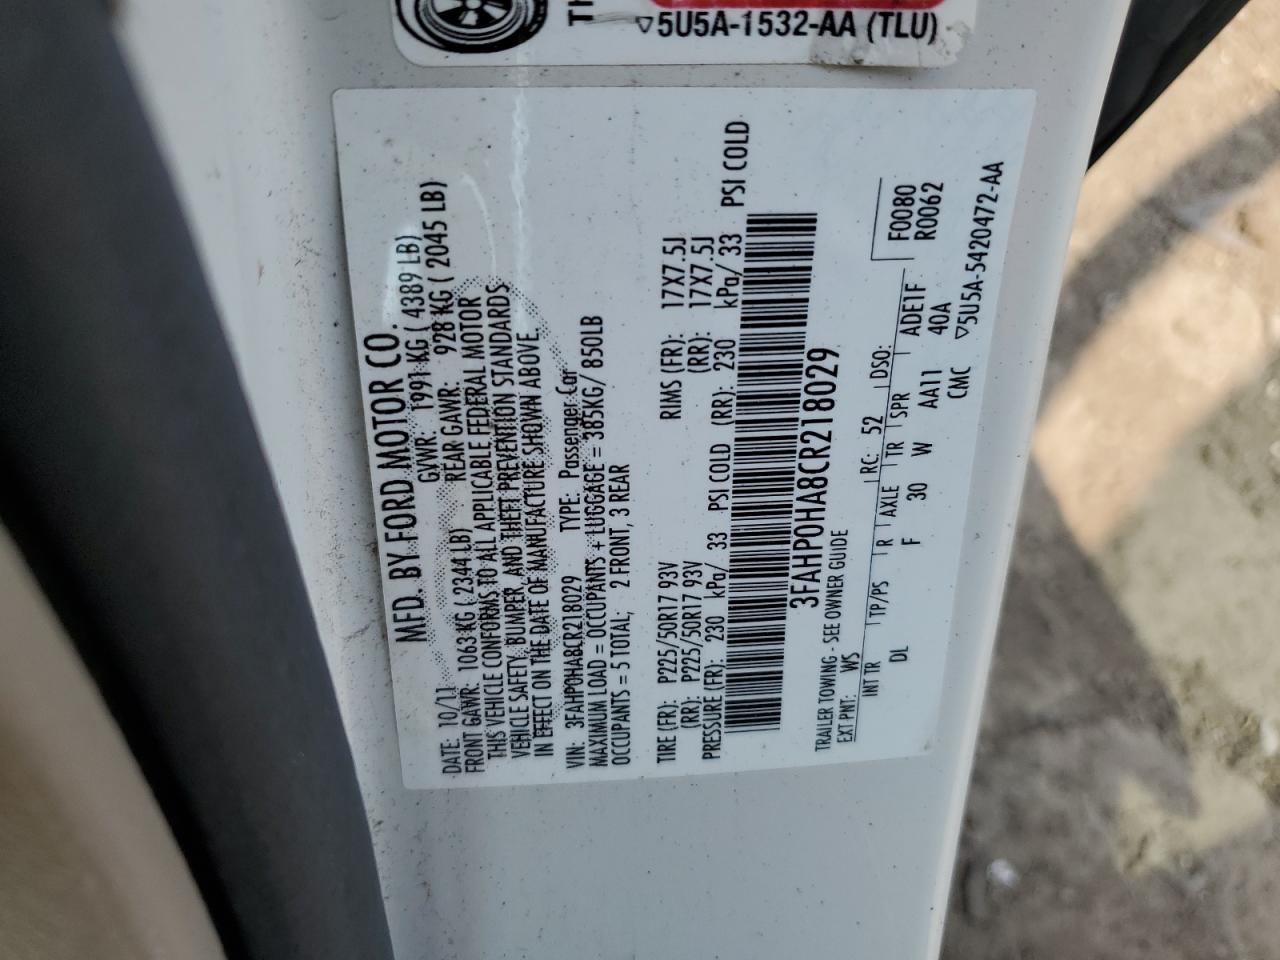 5U5A-1532-AA (TLU)
MFD. BY FORD MOTOR CO.
DATE: 10/11 GVWR: 1991 KG ( 4389 LB)
FRONT GAWR: 1063 KG ( 2344 LB) REAR GAWR: 928 KG ( 2045 LB)
THIS VEHICLE CONFORMS TO ALL APPLICABLE FEDERAL MOTOR
VEHICLE SAFETY, BUMPER, AND THEFT PREVENTION STANDARDS
IN EFFECT ON THE DATE OF MANUFACTURE SHOWN ABOVE.
VIN: 3FAHP0HA8CR218029 TYPE: Passenger Car
MAXIMUM LOAD = OCCUPANTS + LUGGAGE = 385KG/ 850LB
OCCUPANTS = 5 TOTAL; 2 FRONT, 3 REAR
TIRE (FR): P225/50R17 93V RIMS (FR): 17X7.5J
(RR): P225/50R17 93V (RR): 17X7.5J
PRESSURE (FR): 230 kPa/ 33 PSI COLD (RR): 230 kPa/ 33 PSI COLD
3FAHP0HA8CR218029
TRAILER TOWING - SEE OWNER GUIDE
EXT PNT: WS RC: 52 DSO: F0080
R0062
INT TR TP/PS R AXLE TR SPR ADE1F
DL F 30 W AA11 40A
CMC
5U5A-5420472-AA